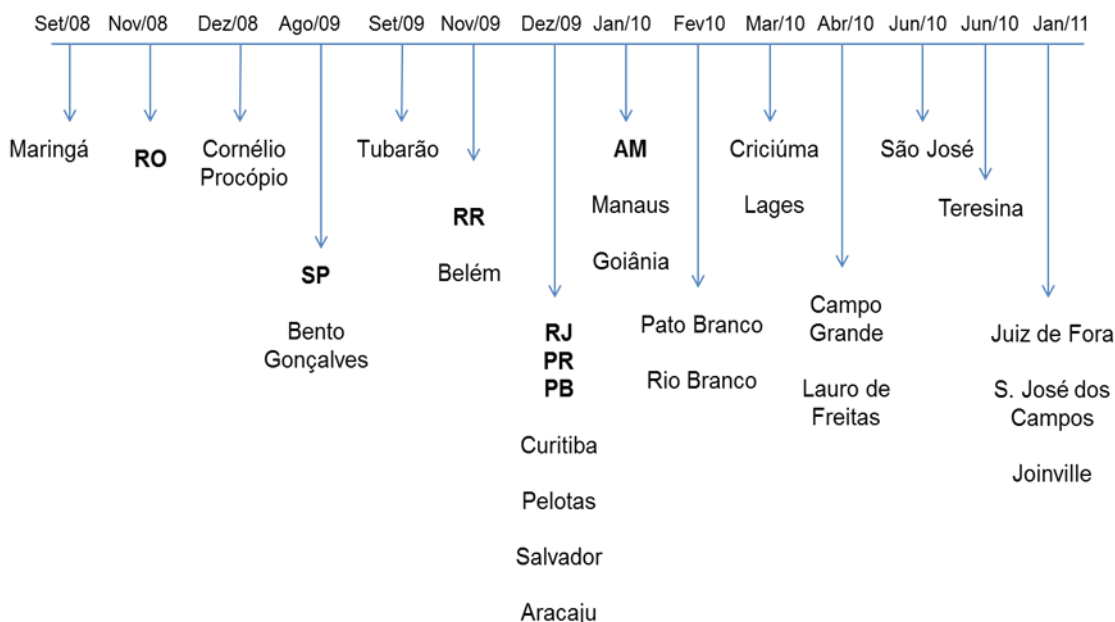 Set/08 Nov/08 Dez/08 Ago/09 Set/09 Nov/09 Dez/09 Jan/10 Fev10 Mar/10 Abr/10 Jun/10 Jun/10 Jan/11
Maringá
RO
Cornélio
Procópio
SP
Bento
Gonçalves
Tubarão
RR
Belém
RJ
PR
PB
Curitiba
Pelotas
Salvador
Aracaju
AM
Manaus
Goiânia
Pato Branco
Rio Branco
Criciúma
Lages
Campo
Grande
Lauro de
Freitas
São José
Teresina
Juiz de Fora
S. José dos
Campos
Joinville